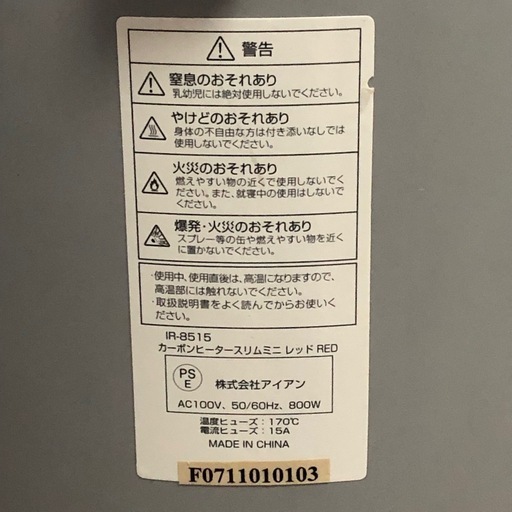 警告
窒息のおそれあり
乳幼児には絶対使用しないでください。
やけどのおそれあり
身体の不自由な方は付き添いなしでは
使用しないでください。
火災のおそれあり
燃えやすい物の近くで使用しないでく
ださい。また、就寝中の使用はしないで
ください。
爆発・火災のおそれあり
スプレー等の缶や燃えやすい物を近く
に置かないでください。
・使用中、使用直後は、高温になりますので、
高温部には触れないでください。
・取扱説明書をよく読んでからお使いく
ださい。
IR-8515
カーボンヒータースリムミニ レッド RED
PS
E
株式会社アイアン
AC100V、50/60Hz、800W
温度ヒューズ：170℃
電流ヒューズ：15A
MADE IN CHINA
F0711010103